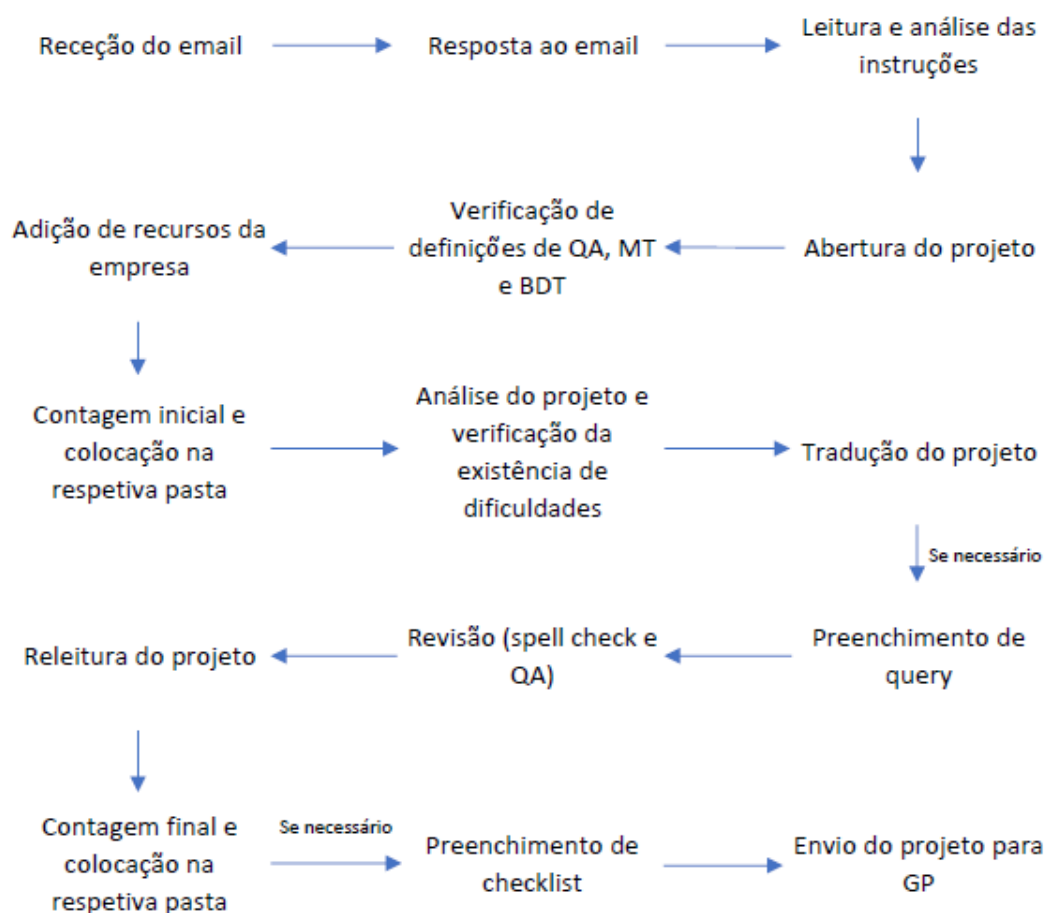 Receção do email
Resposta ao email
Leitura e análise das
instruções
Abertura do projeto
Verificação de
definições de QA, MT
e BDT
Adição de recursos da
empresa
Contagem inicial e
colocação na
respetiva pasta
Análise do projeto e
verificação da
existência de
dificuldades
Tradução do projeto
Se necessário
Preenchimento de
query
Revisão (spell check e
QA)
Releitura do projeto
Contagem final e
colocação na
respetiva pasta
Se necessário
Preenchimento de
checklist
Envio do projeto para
GP